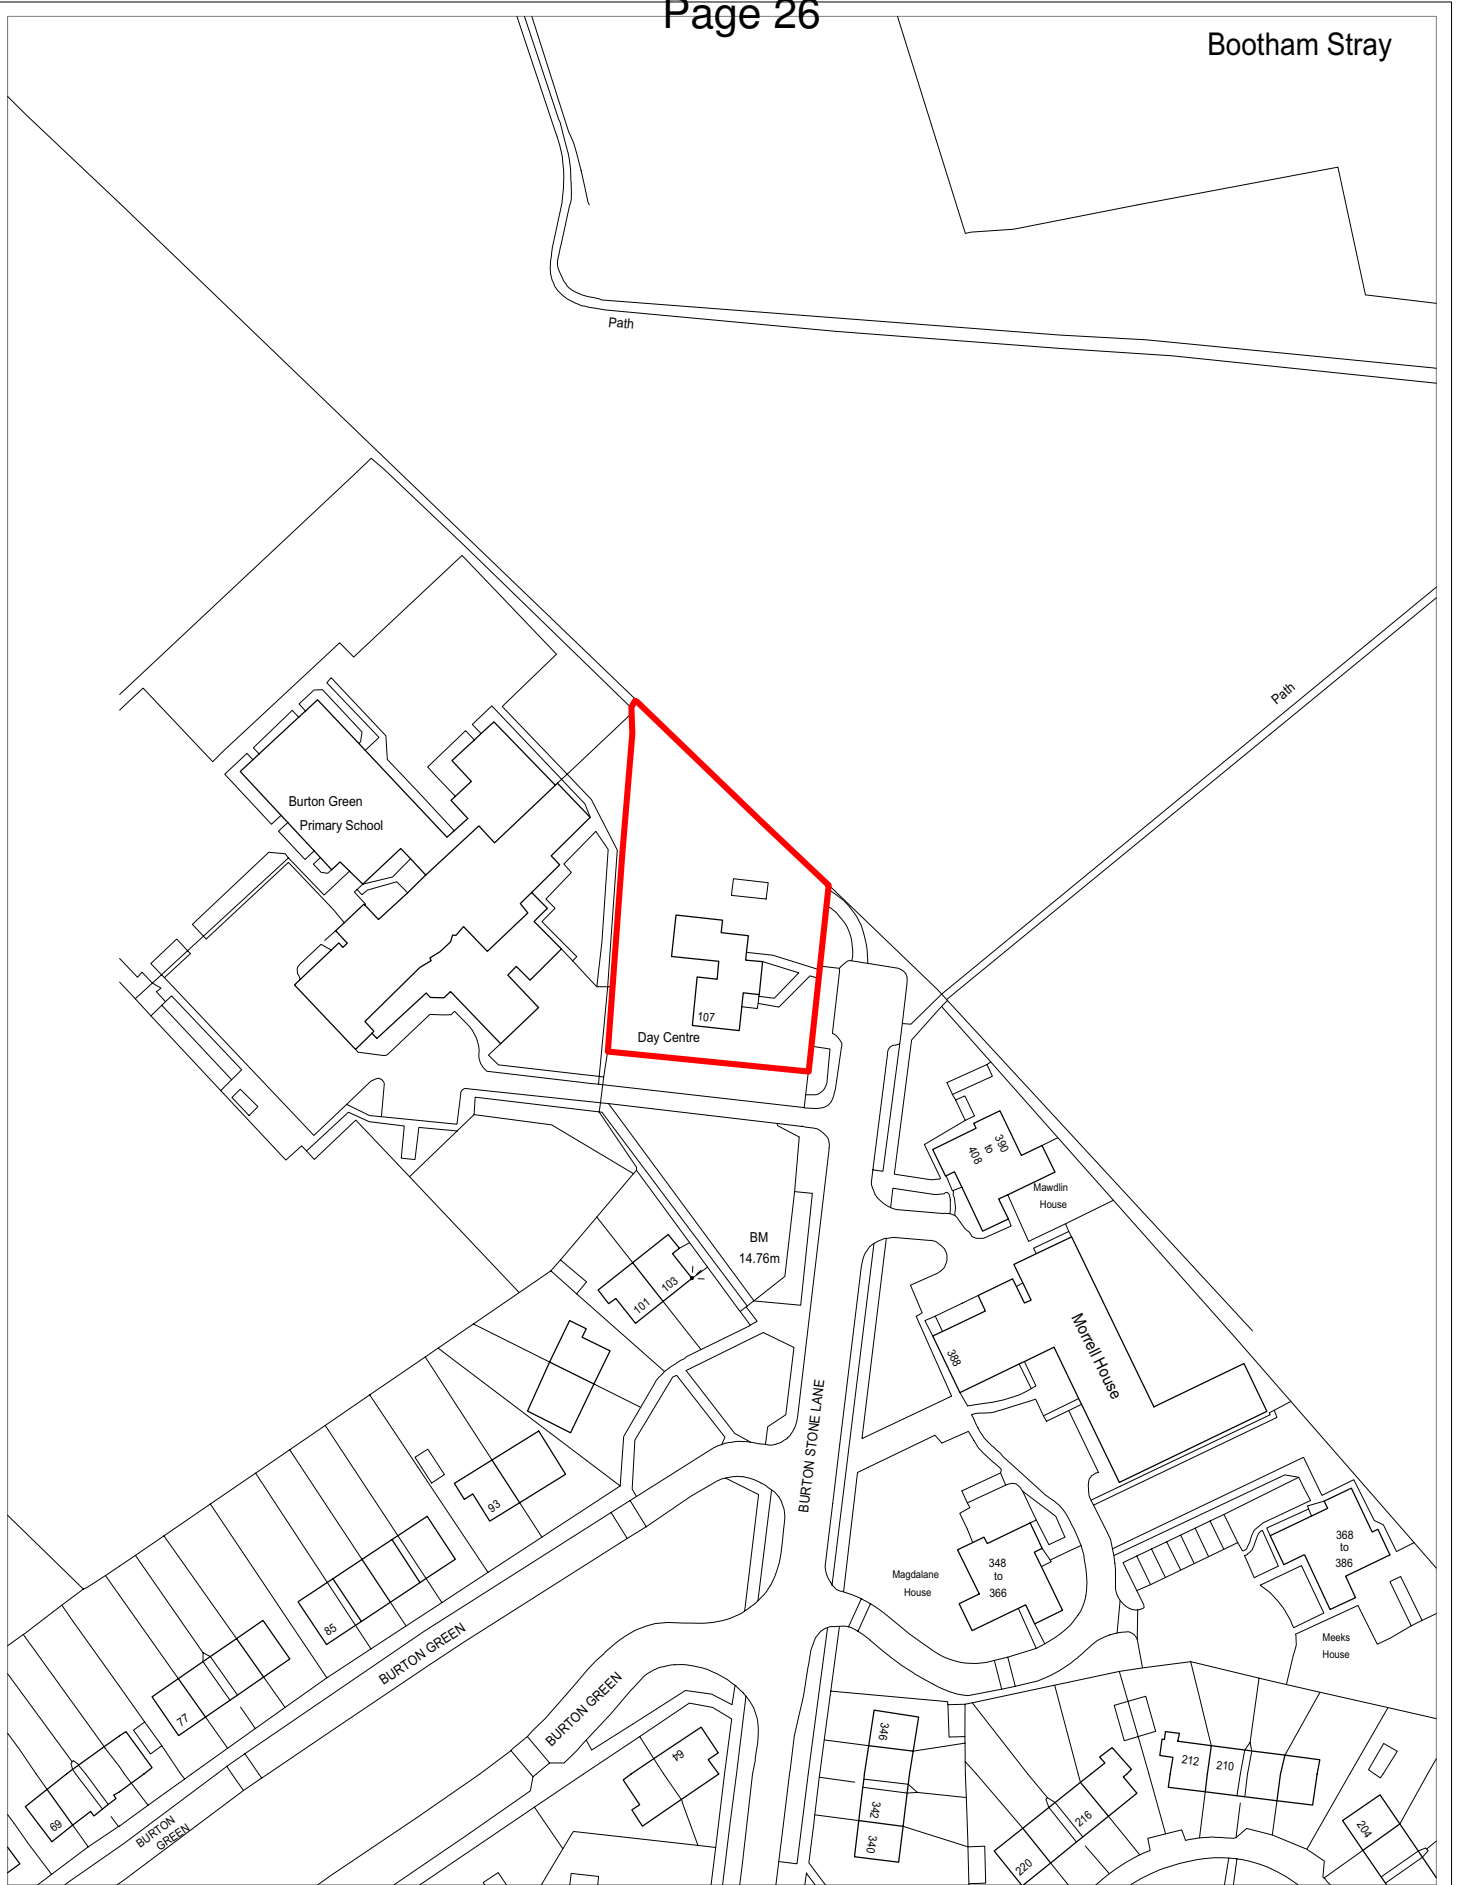 Page 26
Bootham Stray
Path
Path
Burton Green
Primary School
107
Day Centre
390
to
408
Mawdlin
House
BM
14.76m
103
101
Morrell House
388
BURTON STONE LANE
93
368
to
386
348
to
366
Magdalane
House
85
Meeks
House
BURTON GREEN
BURTON GREEN
77
64
346
212
210
342
216
340
204
69
BURTON
GREEN
220